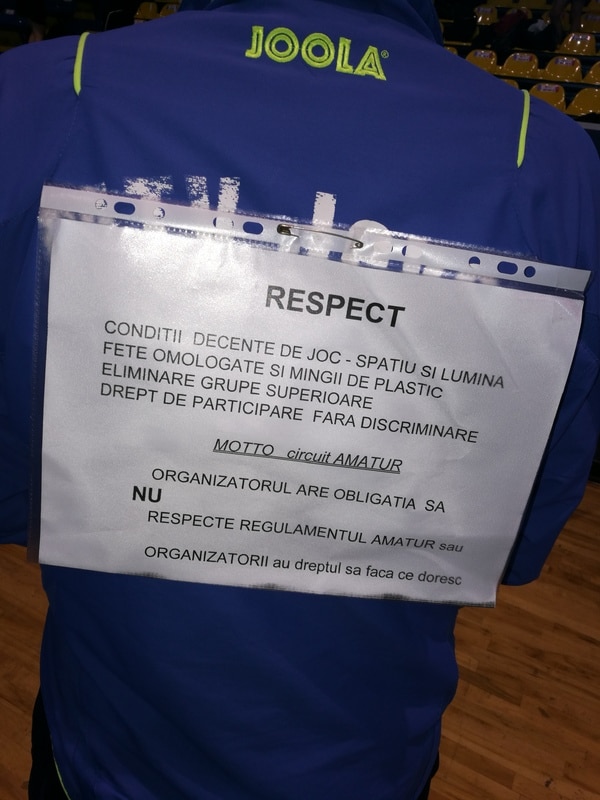 JOOLA®
RESPECT
CONDITII DECENTE DE JOC - SPATIU SI LUMINA
FETE OMOLOGATE SI MINGII DE PLASTIC
ELIMINARE GRUPE SUPERIOARE
DREPT DE PARTICIPARE FARA DISCRIMINARE
MOTTO circuit AMATUR
ORGANIZATORUL ARE OBLIGATIA SA
NU
RESPECTE REGULAMENTUL AMATUR sau
ORGANIZATORII au dreptul sa faca ce doresc